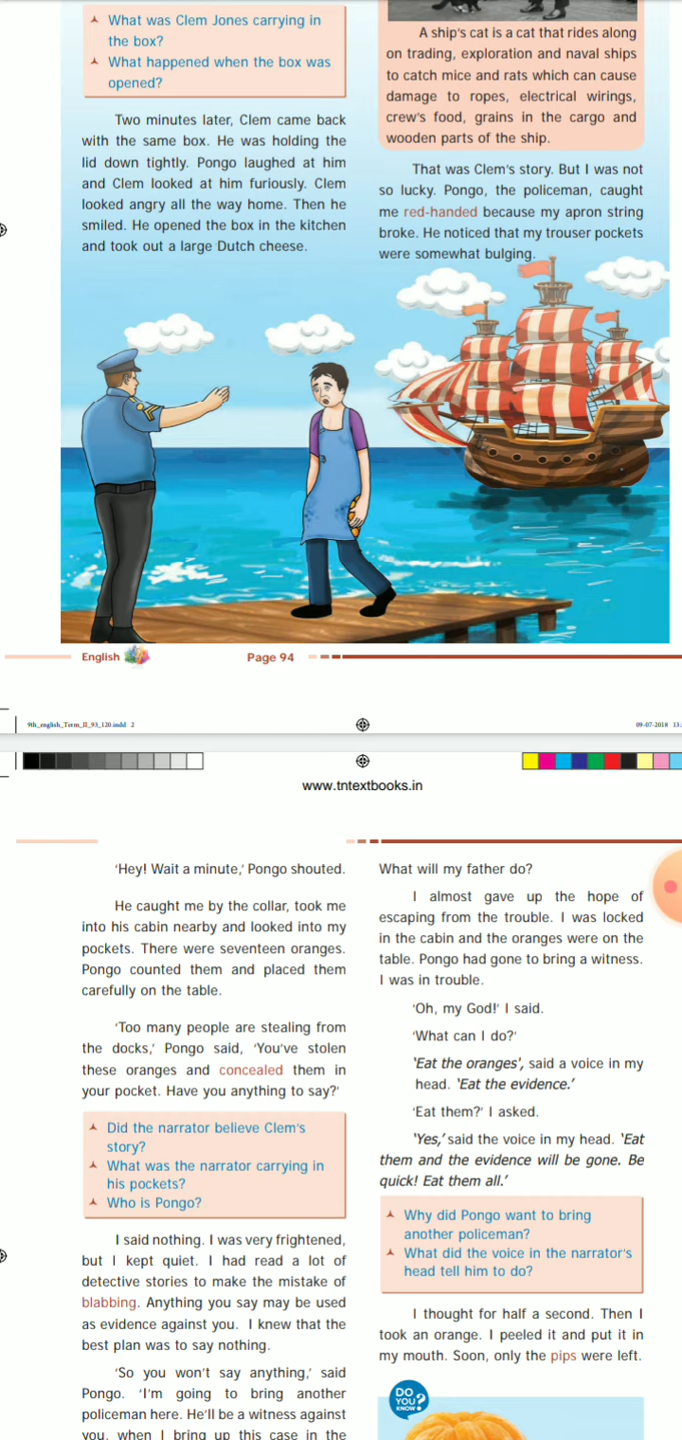 What was Clem Jones carrying in
the box?
What happened when the box was
opened?
Two minutes later, Clem came back
with the same box. He was holding the
lid down tightly. Pongo laughed at him
and Clem looked at him furiously. Clem
looked angry all the way home. Then he
smiled. He opened the box in the kitchen
and took out a large Dutch cheese.
A ship's cat is a cat that rides along
on trading, exploration and naval ships
to catch mice and rats which can cause
damage to ropes, electrical wirings,
crew's food, grains in the cargo and
wooden parts of the ship.
That was Clem's story. But I was not
so lucky. Pongo, the policeman, caught
me red-handed because my apron string
broke. He noticed that my trouser pockets
were somewhat bulging.
English
Page 94
9th_english_Term_II_93_120.indd 2
09-07-2018 13:
www.tntextbooks.in
'Hey! Wait a minute,' Pongo shouted.
He caught me by the collar, took me
into his cabin nearby and looked into my
pockets. There were seventeen oranges.
Pongo counted them and placed them
carefully on the table.
'Too many people are stealing from
the docks,' Pongo said, 'You've stolen
these oranges and concealed them in
your pocket. Have you anything to say?'
Did the narrator believe Clem's
story?
What was the narrator carrying in
his pockets?
Who is Pongo?
I said nothing. I was very frightened,
but I kept quiet. I had read a lot of
detective stories to make the mistake of
blabbing. Anything you say may be used
as evidence against you. I knew that the
best plan was to say nothing.
'So you won't say anything,' said
Pongo. 'I'm going to bring another
policeman here. He'll be a witness against
you, when I bring up this case in the
What will my father do?
I almost gave up the hope of
escaping from the trouble. I was locked
in the cabin and the oranges were on the
table. Pongo had gone to bring a witness.
I was in trouble.
'Oh, my God!' I said.
'What can I do?'
'Eat the oranges', said a voice in my
head. 'Eat the evidence.'
'Eat them?' I asked.
'Yes,' said the voice in my head. 'Eat
them and the evidence will be gone. Be
quick! Eat them all.'
Why did Pongo want to bring
another policeman?
What did the voice in the narrator's
head tell him to do?
I thought for half a second. Then I
took an orange. I peeled it and put it in
my mouth. Soon, only the pips were left.
DO
YOU
KNOW?